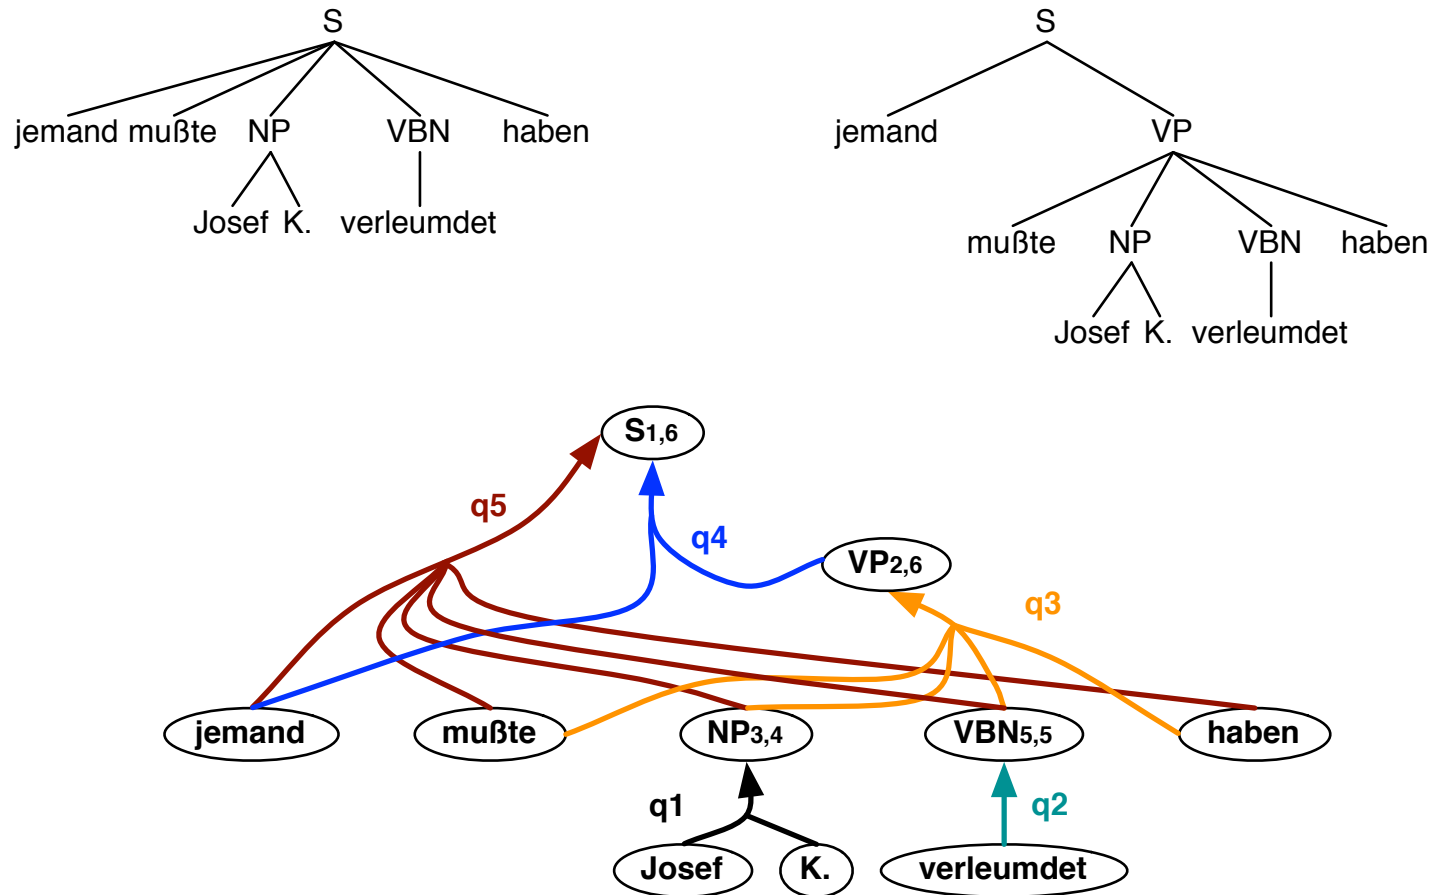 S
S
jemand mußte NP VBN haben
jemand VP
Josef K. verleumdet
mußte NP VBN haben
Josef K. verleumdet
S1,6
q5
q4
VP2,6
q3
jemand mußte NP3,4 VBN5,5 haben
q1 q2
Josef K. verleumdet